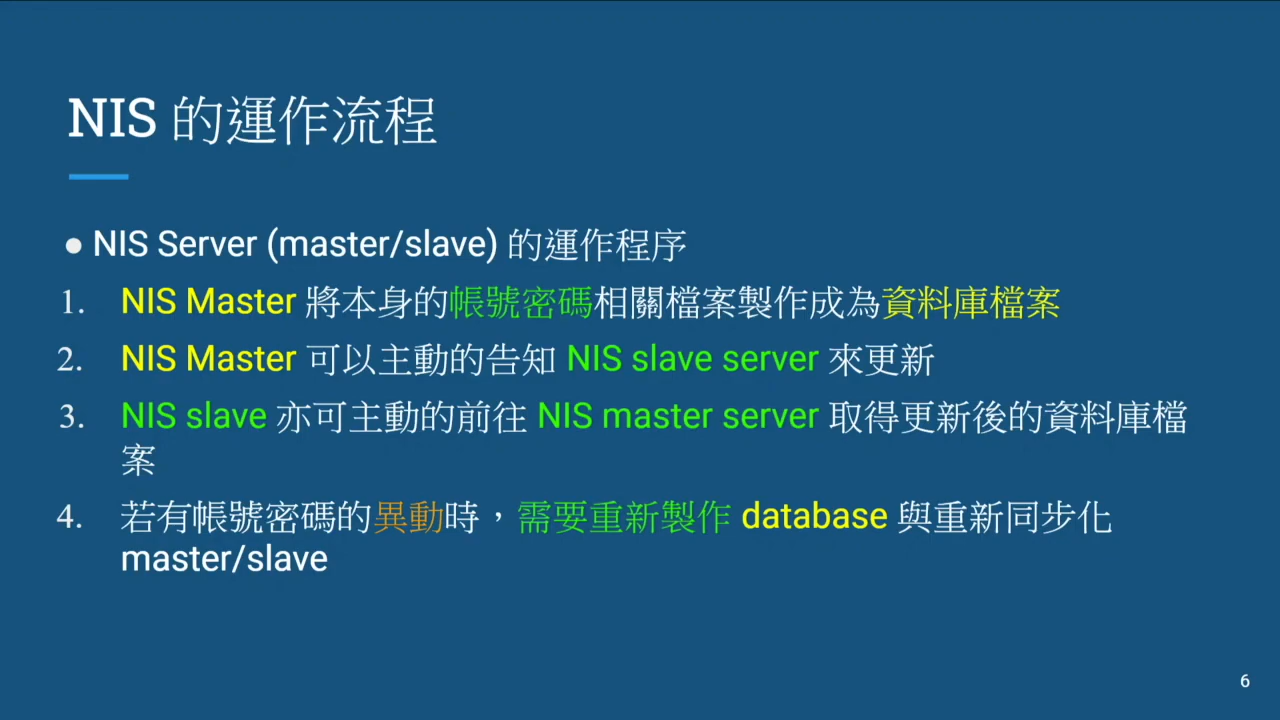 NIS 的運作流程
● NIS Server (master/slave) 的運作程序
1. NIS Master 將本身的帳號密碼相關檔案製作成為資料庫檔案
2. NIS Master 可以主動的告知 NIS slave server 來更新
3. NIS slave 亦可主動的前往 NIS master server 取得更新後的資料庫檔
案
4. 若有帳號密碼的異動時，需要重新製作 database 與重新同步化
master/slave
6